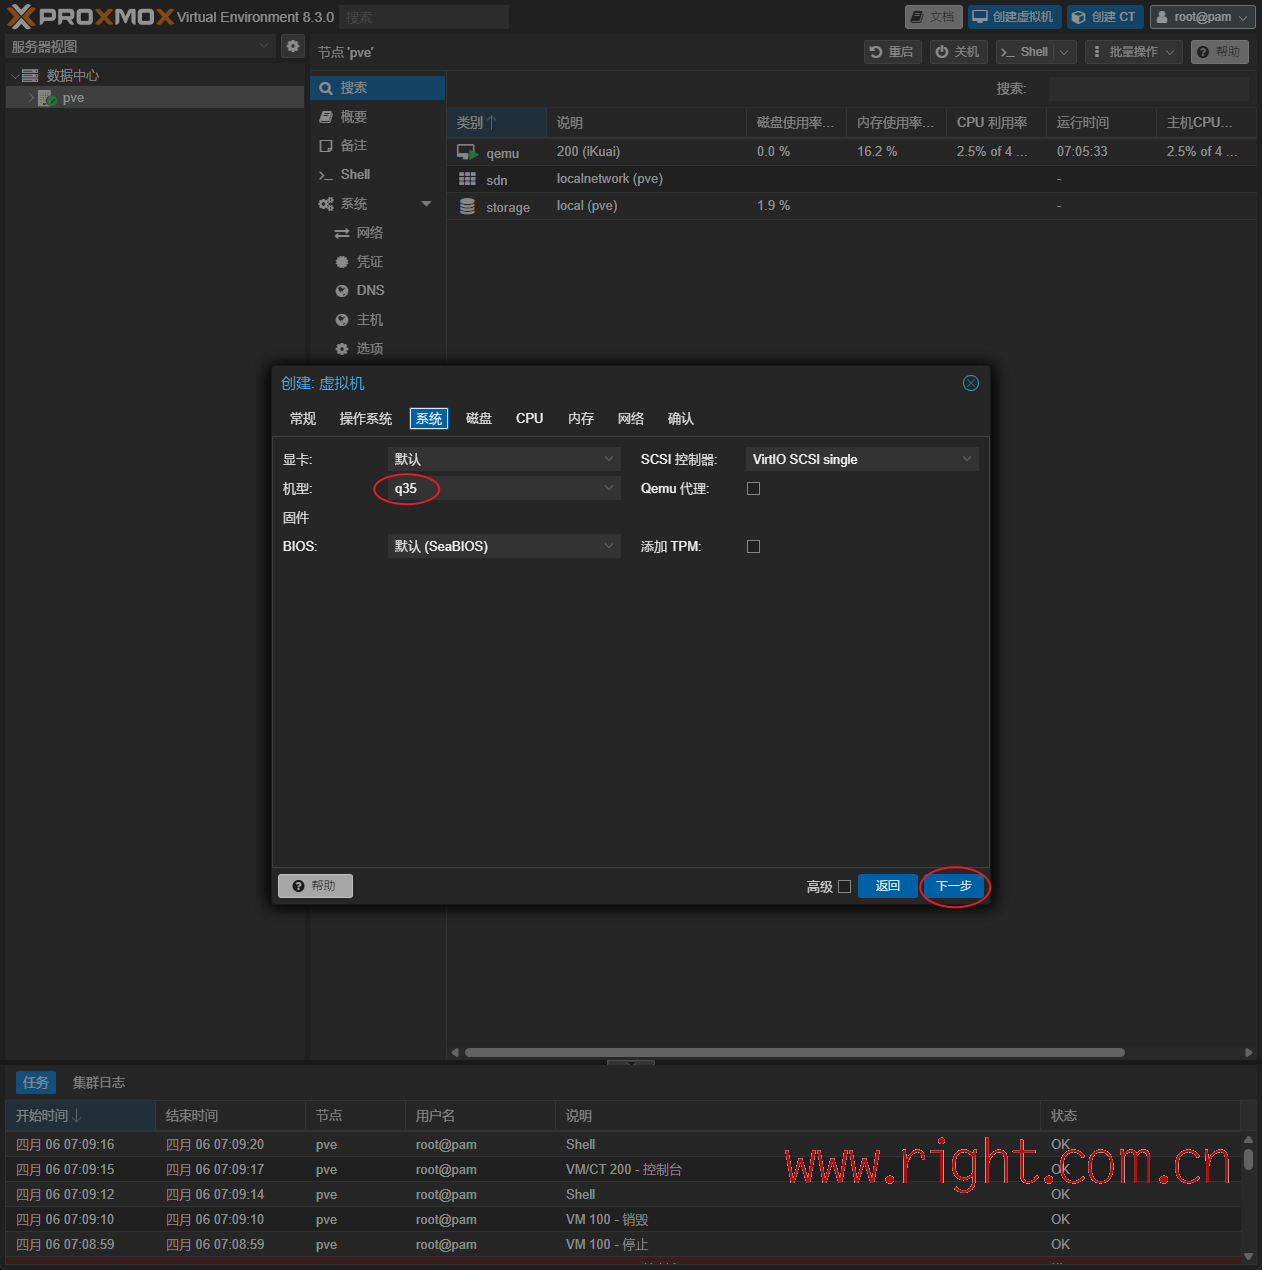 PROXMOX Virtual Environment 8.3.0 搜索 文档 创建虚拟机 创建 CT root@pam
服务器视图
节点 'pve' 重启 关机 Shell 批量操作 帮助
数据中心
pve
搜索
概要
备注
Shell
系统
网络
凭证
DNS
主机
选项
搜索:
类别 说明 磁盘使用率... 内存使用率... CPU 利用率 运行时间 主机CPU...
qemu 200 (iKuai) 0.0 % 16.2 % 2.5% of 4 ... 07:05:33 2.5% of 4 ...
sdn localnetwork (pve) -
storage local (pve) 1.9 % -
创建: 虚拟机
常规 操作系统 系统 磁盘 CPU 内存 网络 确认
显卡: 默认 SCSI 控制器: VirtIO SCSI single
机型: q35 Qemu 代理:
固件
BIOS: 默认 (SeaBIOS) 添加 TPM:
帮助 高级 返回 下一步
任务 集群日志
开始时间 结束时间 节点 用户名 说明 状态
四月 06 07:09:16 四月 06 07:09:20 pve root@pam Shell OK
四月 06 07:09:15 四月 06 07:09:17 pve root@pam VM/CT 200 - 控制台 OK
四月 06 07:09:12 四月 06 07:09:14 pve root@pam Shell OK
四月 06 07:09:10 四月 06 07:09:10 pve root@pam VM 100 - 销毁 OK
四月 06 07:08:59 四月 06 07:08:59 pve root@pam VM 100 - 停止 OK
www.right.com.cn